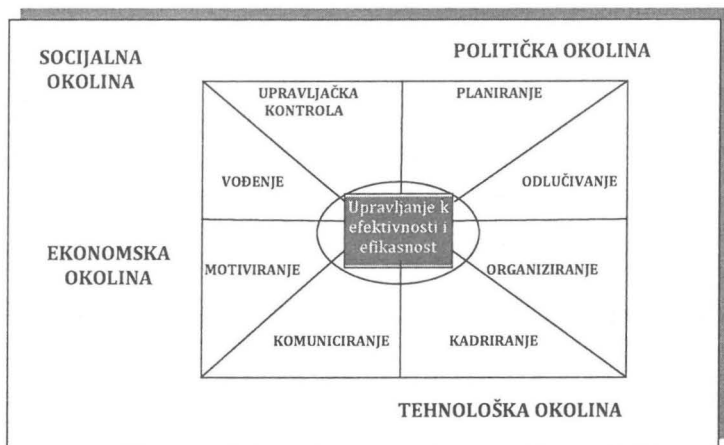 SOCIJALNA
OKOLINA
POLITIČKA OKOLINA
UPRAVLJAČKA
KONTROLA
PLANIRANJE
VOĐENJE
ODLUČIVANJE
Upravljanje k
efektivnosti i
efikasnost
EKONOMSKA
OKOLINA
MOTIVIRANJE
ORGANIZIRANJE
KOMUNICIRANJE
KADRIRANJE
TEHNOLOŠKA OKOLINA